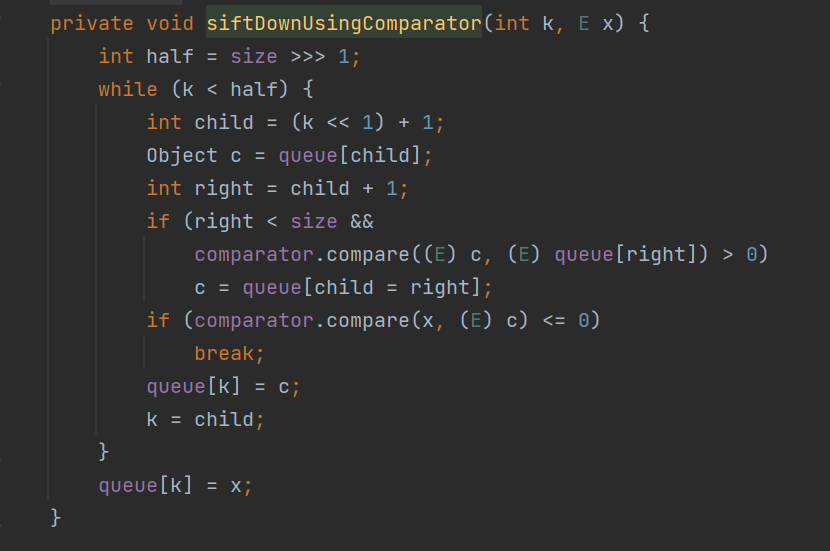 private void siftDownUsingComparator(int k, E x) {
    int half = size >>> 1;
    while (k < half) {
        int child = (k << 1) + 1;
        Object c = queue[child];
        int right = child + 1;
        if (right < size &&
            comparator.compare((E) c, (E) queue[right]) > 0)
            c = queue[child = right];
        if (comparator.compare(x, (E) c) <= 0)
            break;
        queue[k] = c;
        k = child;
    }
    queue[k] = x;
}